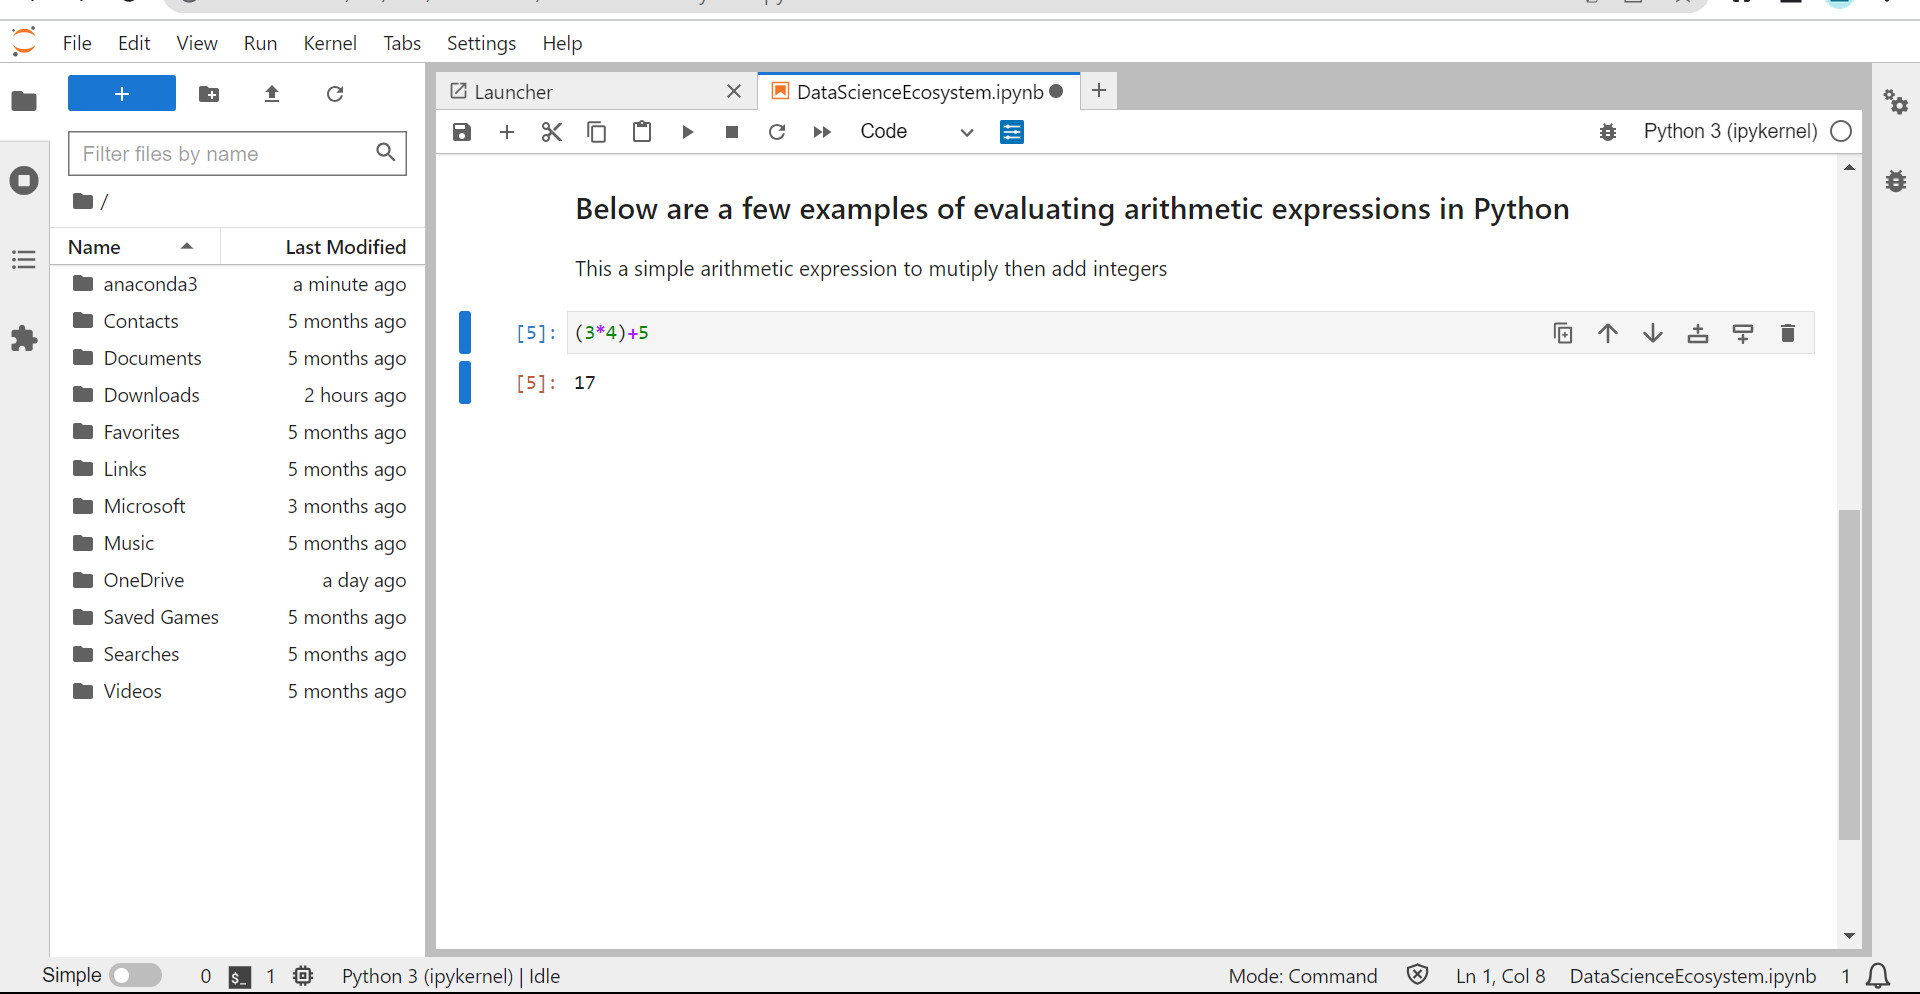 File Edit View Run Kernel Tabs Settings Help
Launcher
DataScienceEcosystem.ipynb
Code
Python 3 (ipykernel)
Filter files by name
/
Name Last Modified
anaconda3 a minute ago
Contacts 5 months ago
Documents 5 months ago
Downloads 2 hours ago
Favorites 5 months ago
Links 5 months ago
Microsoft 3 months ago
Music 5 months ago
OneDrive a day ago
Saved Games 5 months ago
Searches 5 months ago
Videos 5 months ago
Below are a few examples of evaluating arithmetic expressions in Python
This a simple arithmetic expression to mutiply then add integers
[5]: (3*4)+5
[5]: 17
Simple 0 $_ 1 Python 3 (ipykernel) | Idle Mode: Command Ln 1, Col 8 DataScienceEcosystem.ipynb 1